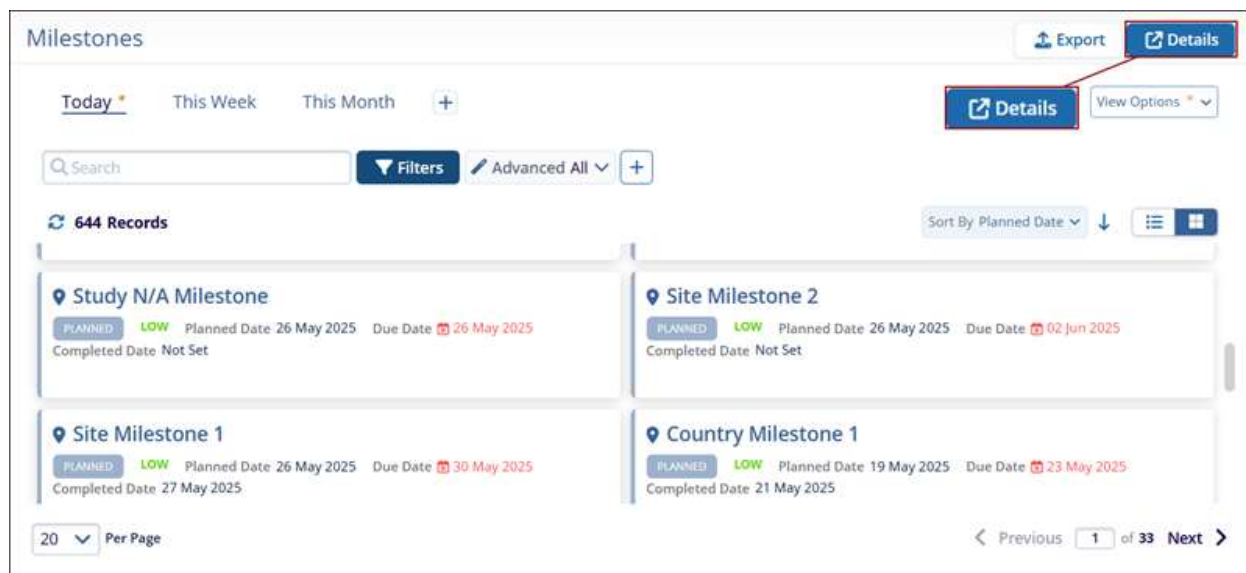 Milestones
Export
Details
Today *
This Week
This Month
+
Details
View Options *
Search
Filters
Advanced All
+
644 Records
Sort By Planned Date
Study N/A Milestone
PLANNED LOW Planned Date 26 May 2025 Due Date 26 May 2025
Completed Date Not Set
Site Milestone 2
PLANNED LOW Planned Date 26 May 2025 Due Date 02 Jun 2025
Completed Date Not Set
Site Milestone 1
PLANNED LOW Planned Date 26 May 2025 Due Date 30 May 2025
Completed Date 27 May 2025
Country Milestone 1
PLANNED LOW Planned Date 19 May 2025 Due Date 23 May 2025
Completed Date 21 May 2025
20 Per Page
Previous 1 of 33 Next